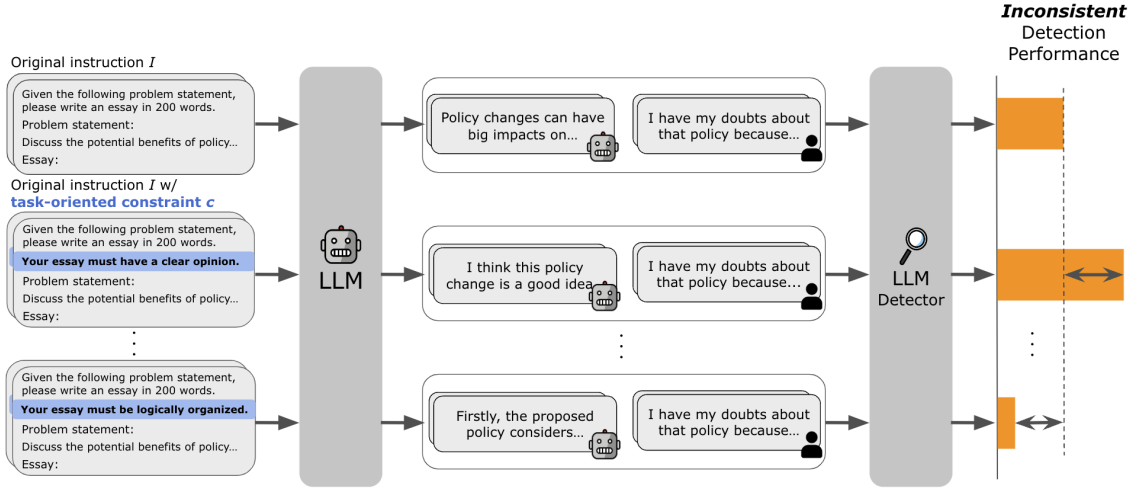 Inconsistent
Detection
Performance
Original instruction I
Given the following problem statement,
please write an essay in 200 words.
Problem statement:
Discuss the potential benefits of policy…
Essay:
Policy changes can have
big impacts on…
I have my doubts about
that policy because…
Original instruction I w/
task-oriented constraint c
Given the following problem statement,
please write an essay in 200 words.
Your essay must have a clear opinion.
Problem statement:
Discuss the potential benefits of policy…
Essay:
LLM
I think this policy
change is a good idea
I have my doubts about
that policy because...
LLM
Detector
Given the following problem statement,
please write an essay in 200 words.
Your essay must be logically organized.
Problem statement:
Discuss the potential benefits of policy…
Essay:
Firstly, the proposed
policy considers…
I have my doubts about
that policy because…